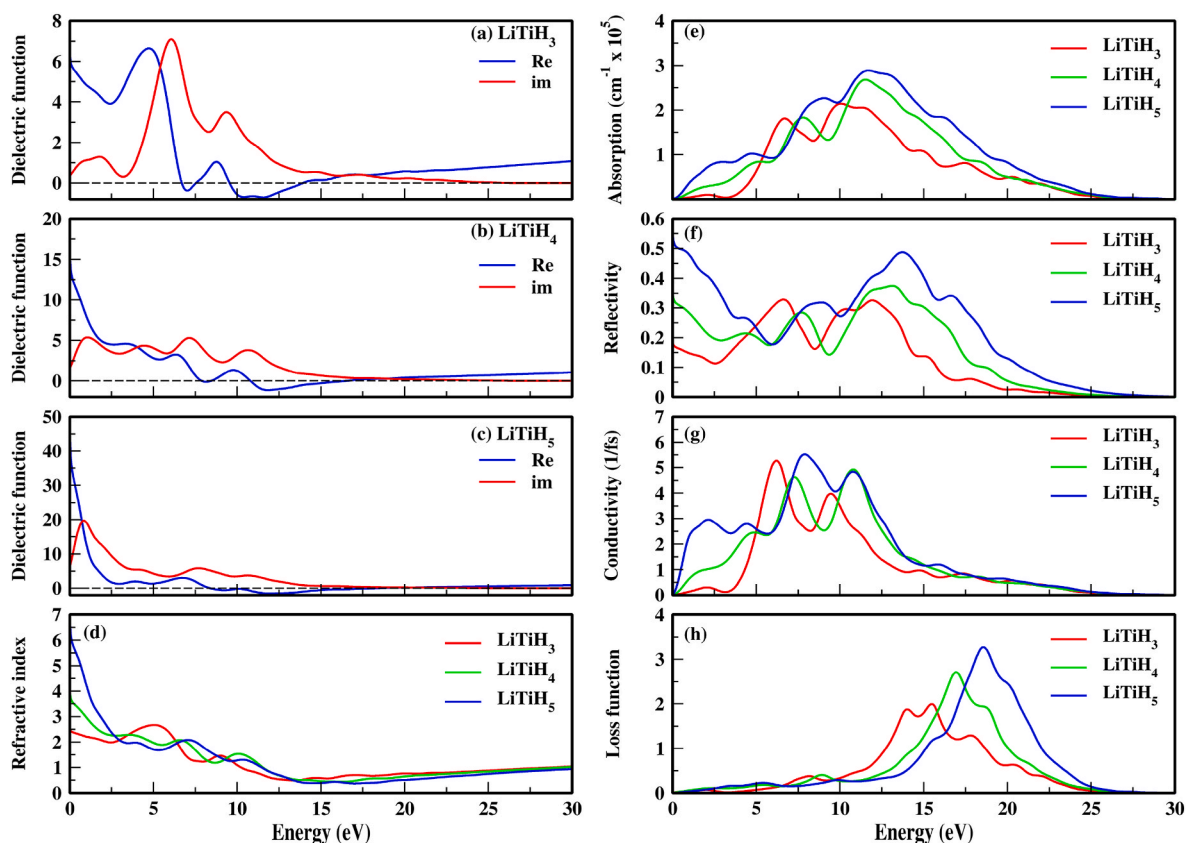 8
6
4
2
0
Dielectric function
(a) LiTiH₃
Re
im
20
15
10
5
0
Dielectric function
(b) LiTiH₄
Re
im
50
40
30
20
10
0
Dielectric function
(c) LiTiH₅
Re
im
7
6
5
4
3
2
1
0
Refractive index
(d)
LiTiH₃
LiTiH₄
LiTiH₅
0 5 10 15 20 25 30
Energy (eV)
4
3
2
1
Absorption (cm⁻¹ x 10⁵)
(e)
LiTiH₃
LiTiH₄
LiTiH₅
0.6
0.5
0.4
0.3
0.2
0.1
0
Reflectivity
(f)
LiTiH₃
LiTiH₄
LiTiH₅
7
6
5
4
3
2
1
0
Conductivity (1/fs)
(g)
LiTiH₃
LiTiH₄
LiTiH₅
4
3
2
1
0
Loss function
(h)
LiTiH₃
LiTiH₄
LiTiH₅
0 5 10 15 20 25 30
Energy (eV)